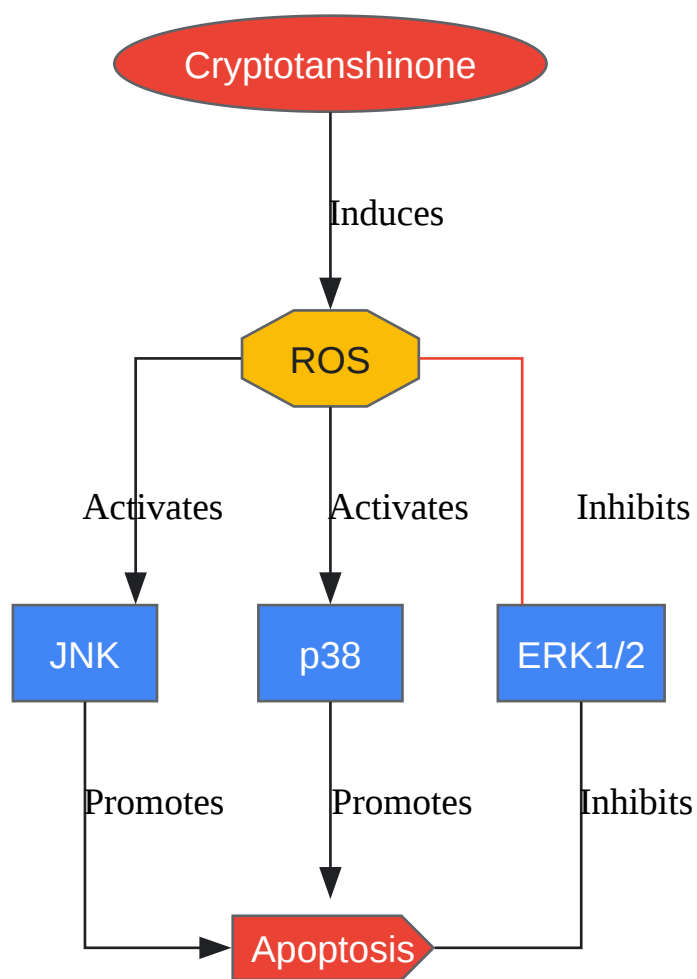 Cryptotanshinone
Induces
ROS
Activates
Activates
Inhibits
JNK
p38
ERK1/2
Promotes
Promotes
Inhibits
Apoptosis